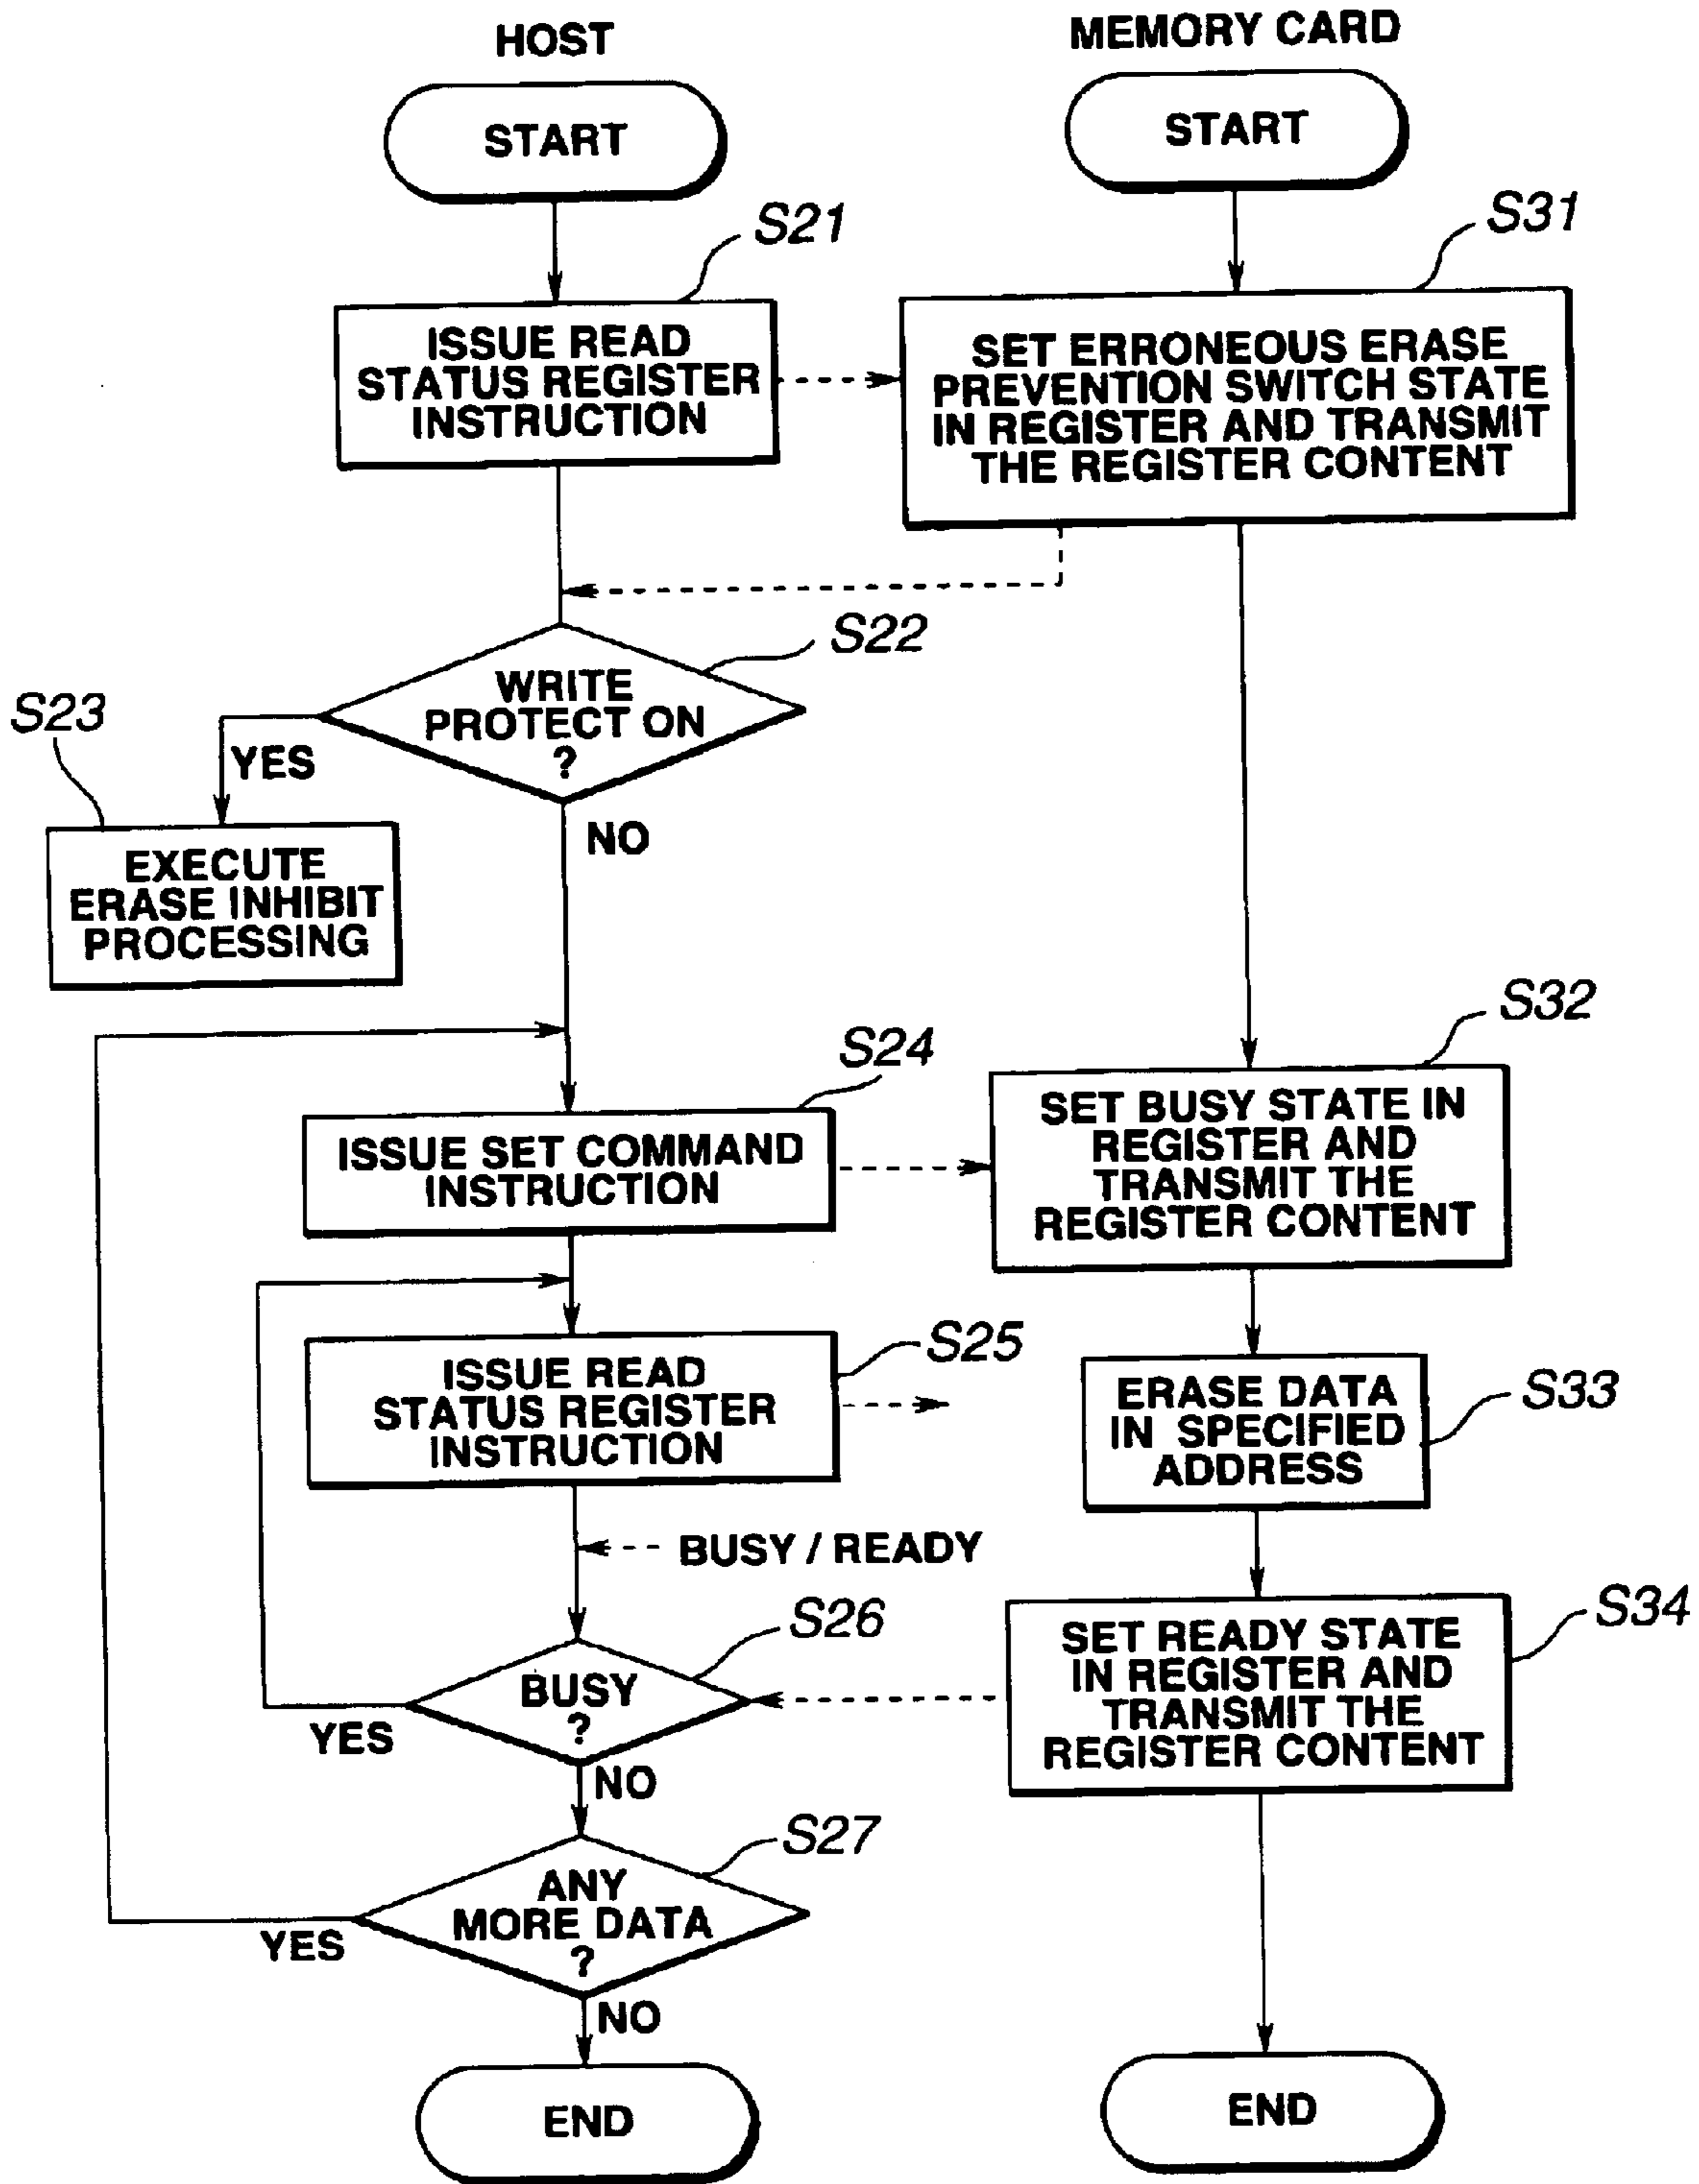 HOST
MEMORY CARD
START
START
S21
S31
ISSUE READ
STATUS REGISTER
INSTRUCTION
SET ERRONEOUS ERASE
PREVENTION SWITCH STATE
IN REGISTER AND TRANSMIT
THE REGISTER CONTENT
S22
WRITE
PROTECT ON
?
S23
YES
NO
EXECUTE
ERASE INHIBIT
PROCESSING
S24
S32
ISSUE SET COMMAND
INSTRUCTION
SET BUSY STATE IN
REGISTER AND
TRANSMIT THE
REGISTER CONTENT
S25
ISSUE READ
STATUS REGISTER
INSTRUCTION
S33
ERASE DATA
IN SPECIFIED
ADDRESS
BUSY / READY
S26
S34
BUSY
?
YES
NO
SET READY STATE
IN REGISTER AND
TRANSMIT THE
REGISTER CONTENT
S27
ANY
MORE DATA
?
YES
NO
END
END